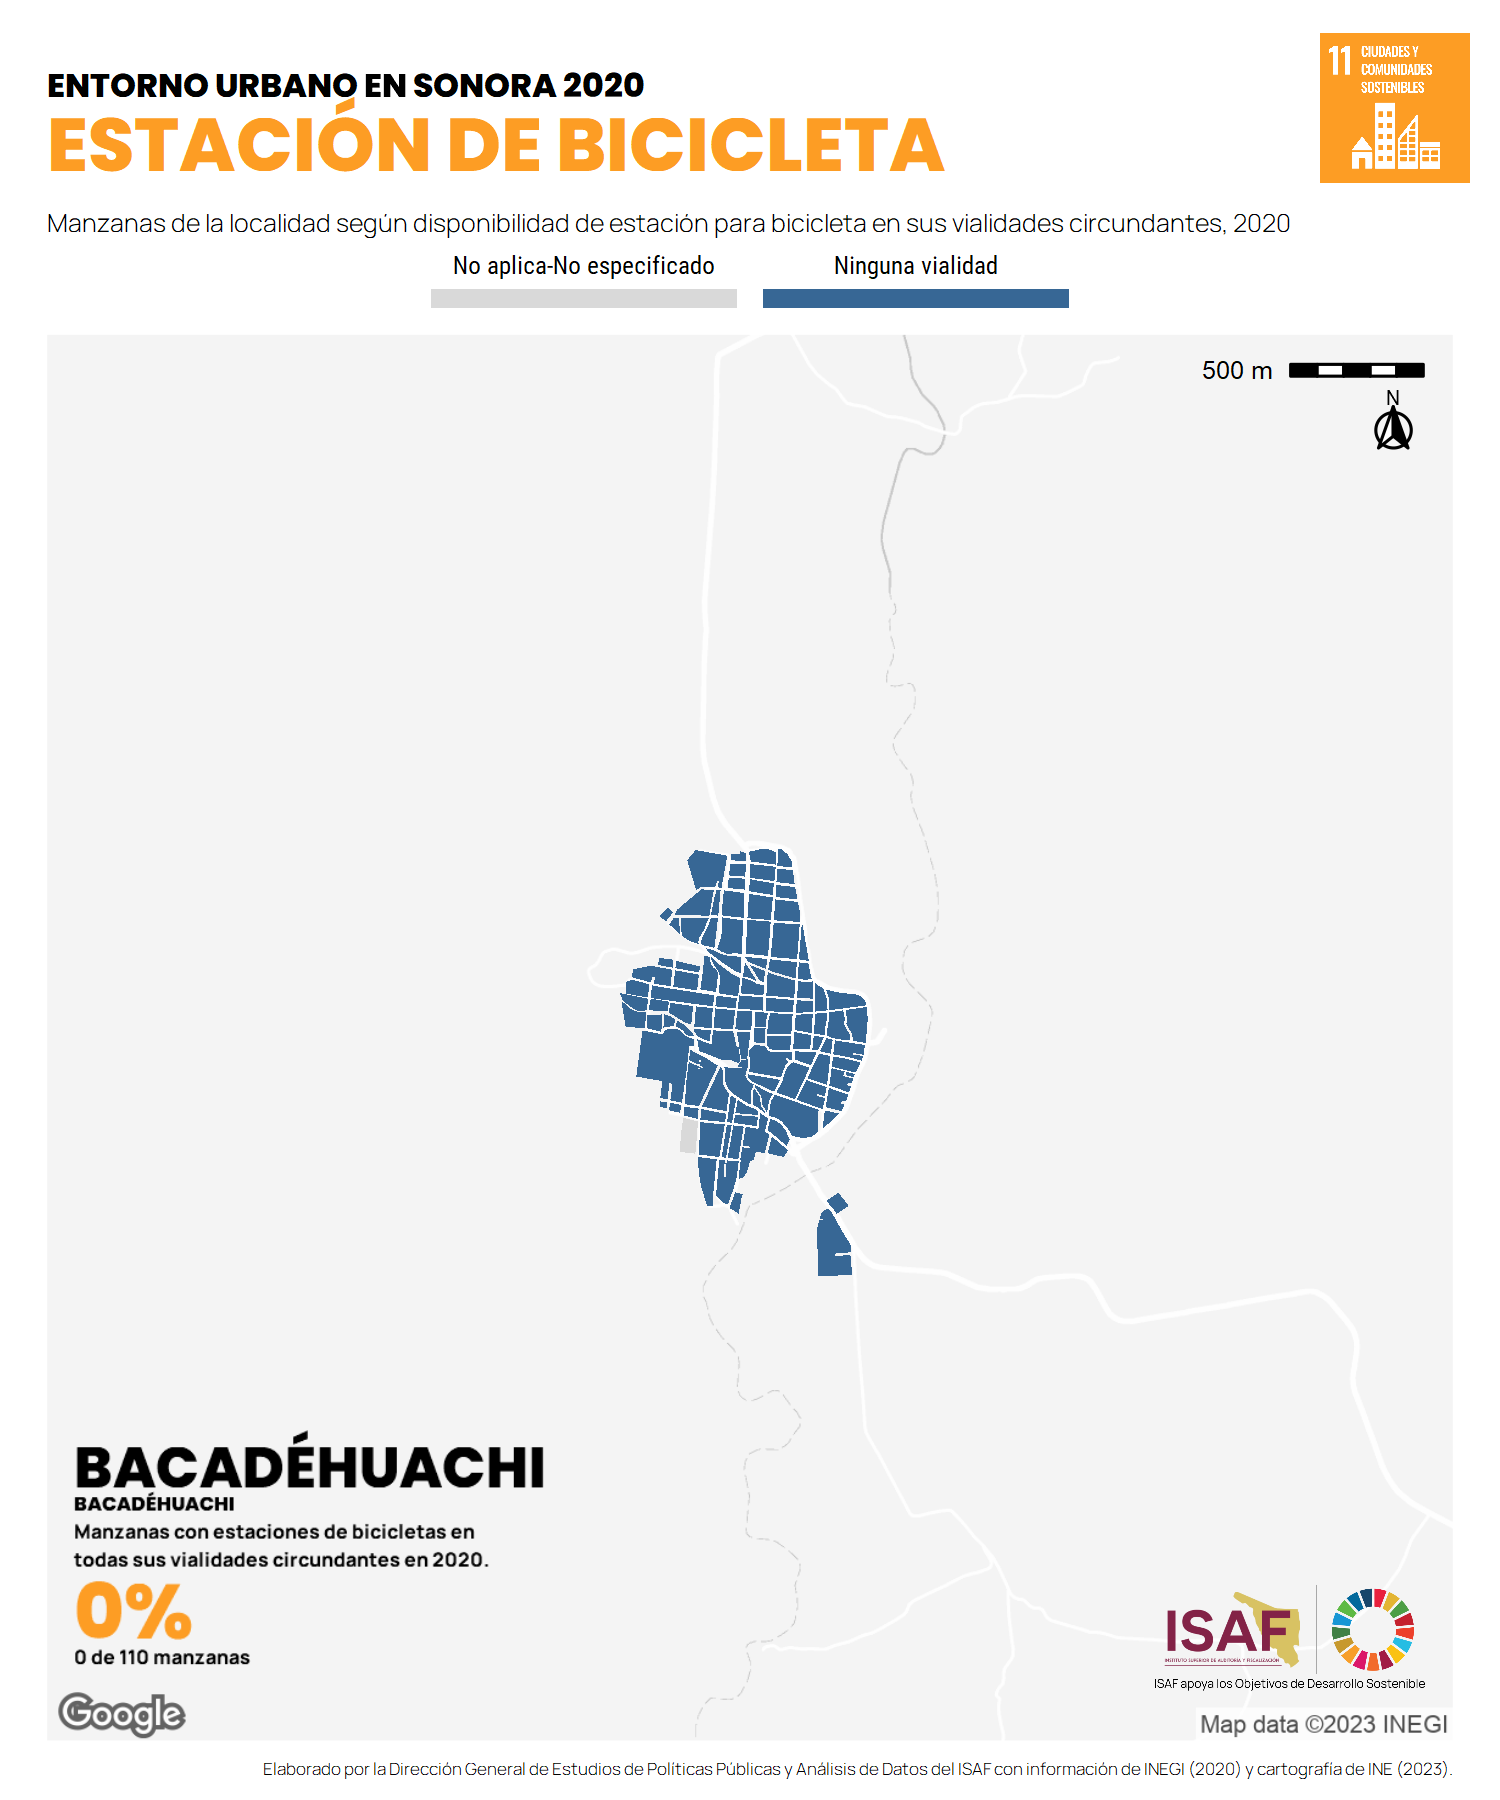 ENTORNO URBANO EN SONORA 2020
ESTACIÓN DE BICICLETA
11 CIUDADES Y
COMUNIDADES
SOSTENIBLES
Manzanas de la localidad según disponibilidad de estación para bicicleta en sus vialidades circundantes, 2020
No aplica-No especificado Ninguna vialidad
500 m
N
BACADÉHUACHI
BACADÉHUACHI
Manzanas con estaciones de bicicletas en
todas sus vialidades circundantes en 2020.
0%
0 de 110 manzanas
Google
ISAF
INSTITUTO SUPERIOR DE AUDITORÍA Y FISCALIZACIÓN
ISAF apoya los Objetivos de Desarrollo Sostenible
Map data ©2023 INEGI
Elaborado por la Dirección General de Estudios de Políticas Públicas y Análisis de Datos del ISAF con información de INEGI (2020) y cartografía de INE (2023).